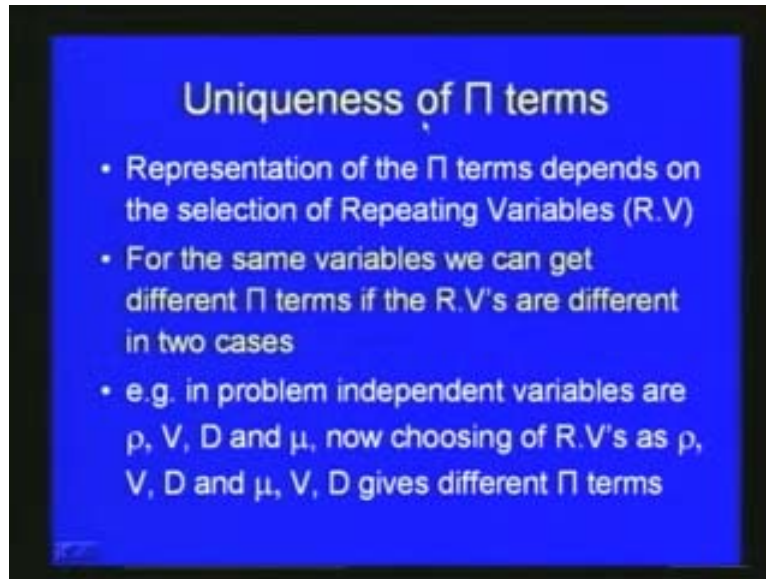 Uniqueness of Π terms
• Representation of the Π terms depends on
the selection of Repeating Variables (R.V)
• For the same variables we can get
different Π terms if the R.V's are different
in two cases
• e.g. in problem independent variables are
ρ, V, D and μ, now choosing of R.V's as ρ,
V, D and μ, V, D gives different Π terms